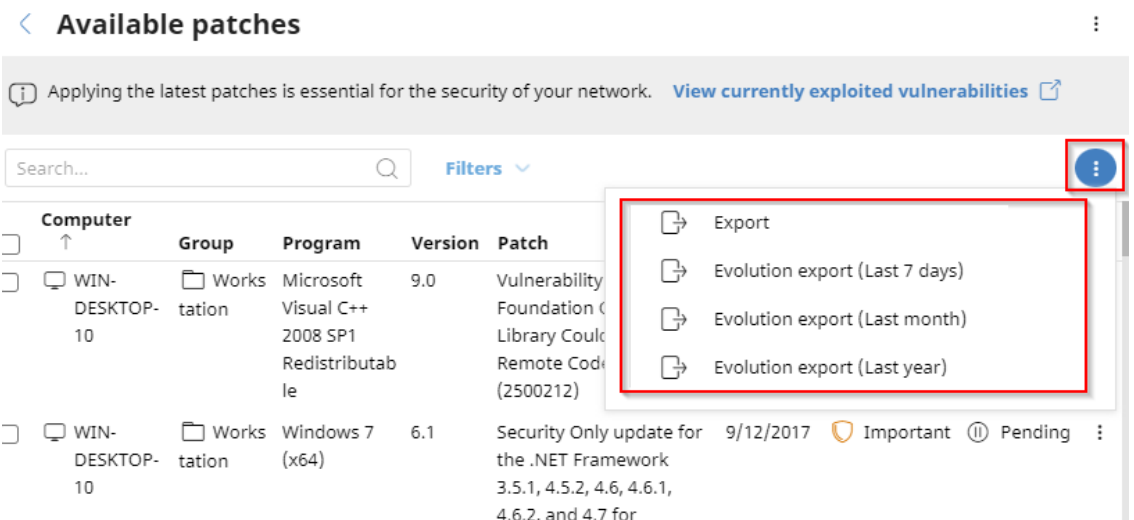 Available patches
Applying the latest patches is essential for the security of your network. View currently exploited vulnerabilities
Search... Filters
Export
Evolution export (Last 7 days)
Evolution export (Last month)
Evolution export (Last year)
Computer Group Program Version Patch
WIN- Works Microsoft 9.0 Vulnerability
DESKTOP- tation Visual C++ Foundation
10 2008 SP1 Library Could
Redistributab Remote Code
le (2500212)
WIN- Works Windows 7 6.1 Security Only update for 9/12/2017 Important Pending
DESKTOP- tation (x64) the .NET Framework
10 3.5.1, 4.5.2, 4.6, 4.6.1,
4.6.2, and 4.7 for